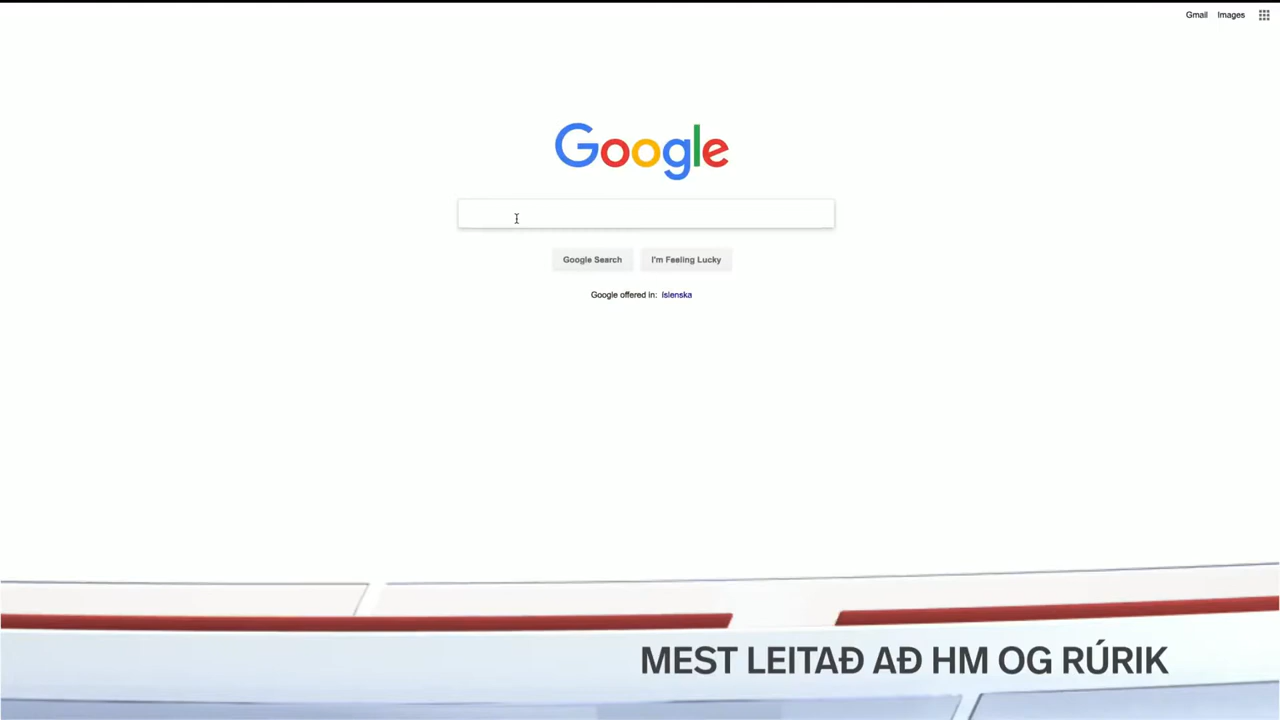 Gmail Images
Google
Google Search I'm Feeling Lucky
Google offered in: íslenska
MEST LEITAÐ AÐ HM OG RÚRIK